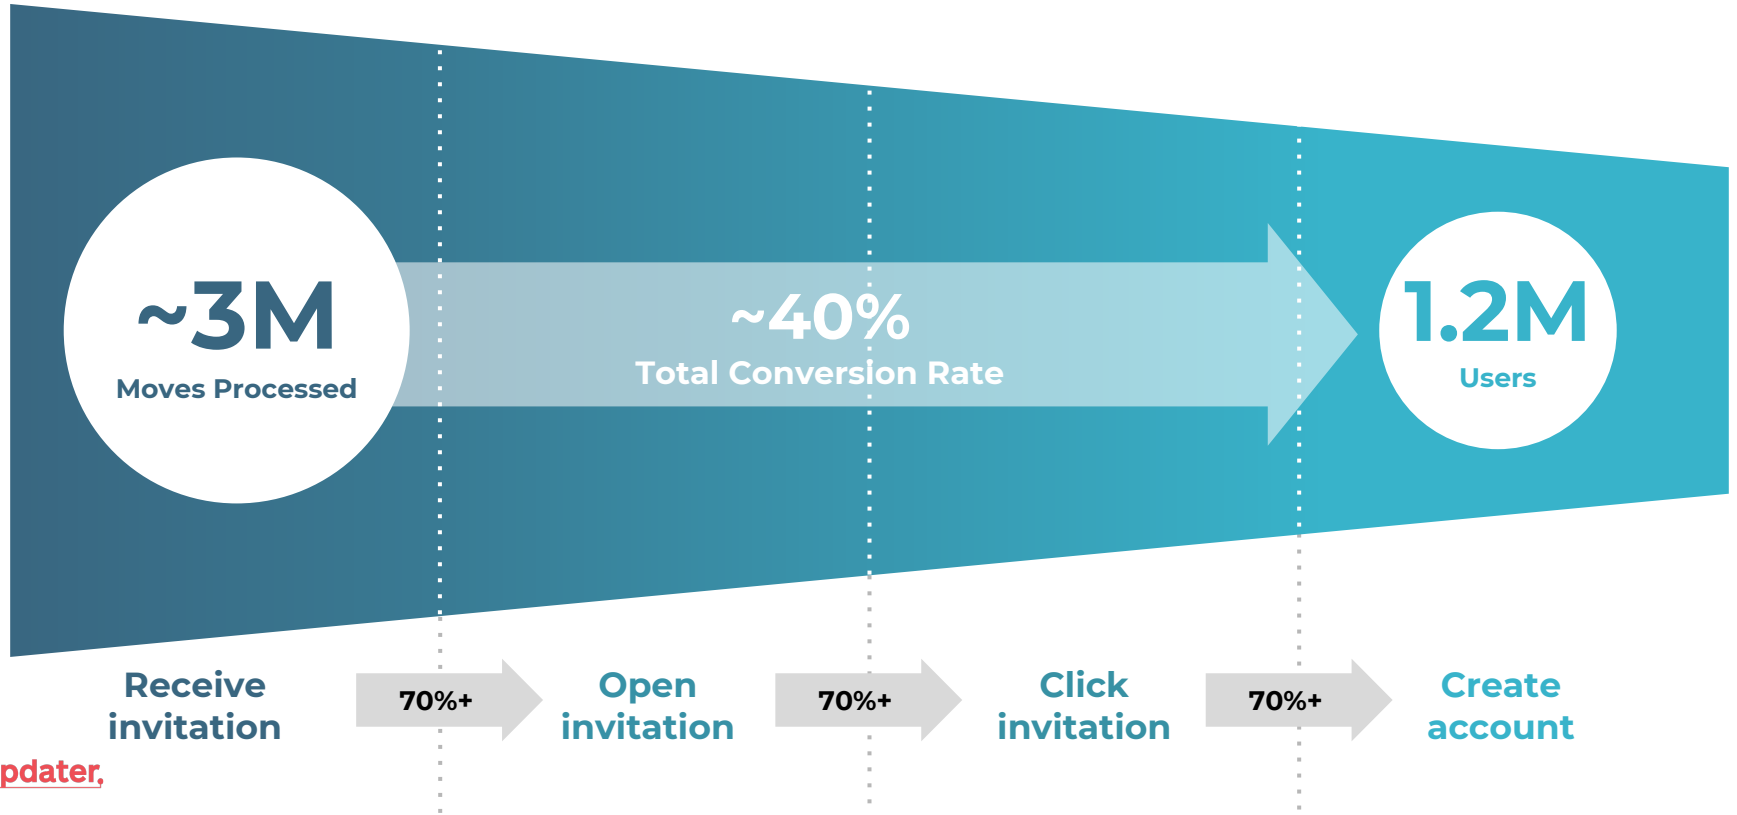 ~3M
Moves Processed
~40%
Total Conversion Rate
1.2M
Users
Receive
invitation
70%+
Open
invitation
70%+
Click
invitation
70%+
Create
account
pdater.